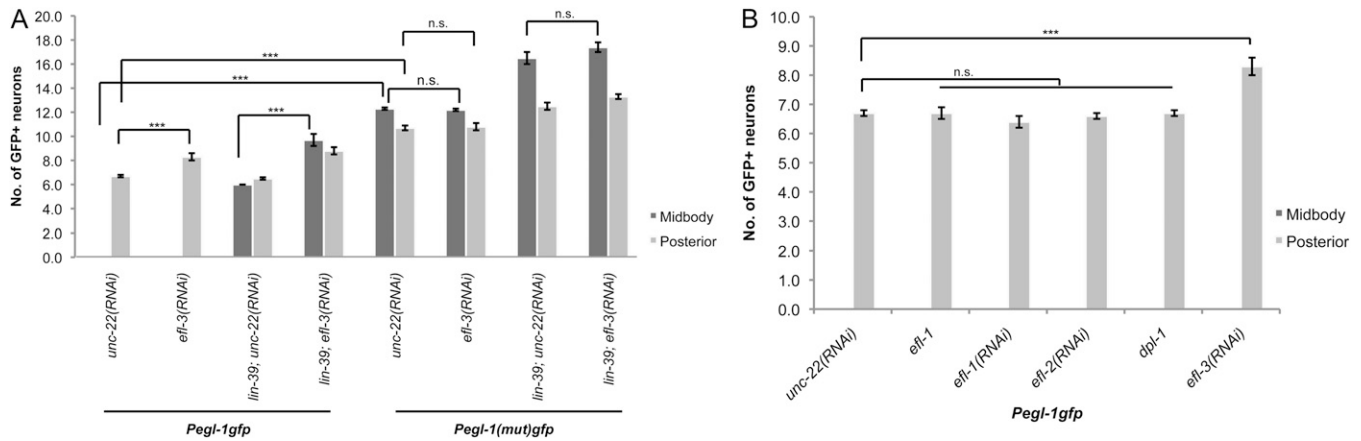 A
No. of GFP+ neurons
20.0
18.0
16.0
14.0
12.0
10.0
8.0
6.0
4.0
2.0
0.0
***
***
***
***
n.s.
n.s.
n.s.
Midbody
Posterior
unc-22(RNAi)
efl-3(RNAi)
lin-39; unc-22(RNAi)
lin-39; efl-3(RNAi)
unc-22(RNAi)
efl-3(RNAi)
lin-39; unc-22(RNAi)
lin-39; efl-3(RNAi)
Pegl-1gfp
Pegl-1(mut)gfp
B
No. of GFP+ neurons
10.0
9.0
8.0
7.0
6.0
5.0
4.0
3.0
2.0
1.0
0.0
***
n.s.
Midbody
Posterior
unc-22(RNAi)
efl-1
efl-1(RNAi)
efl-2(RNAi)
dpl-1
efl-3(RNAi)
Pegl-1gfp